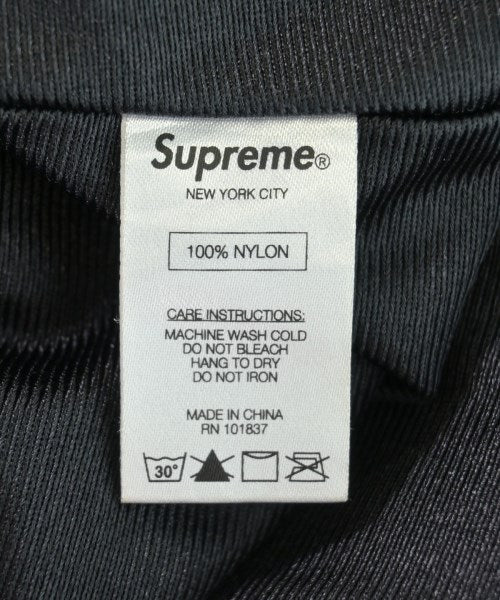 Supreme®
NEW YORK CITY
100% NYLON
CARE INSTRUCTIONS:
MACHINE WASH COLD
DO NOT BLEACH
HANG TO DRY
DO NOT IRON
MADE IN CHINA
RN 101837
30°